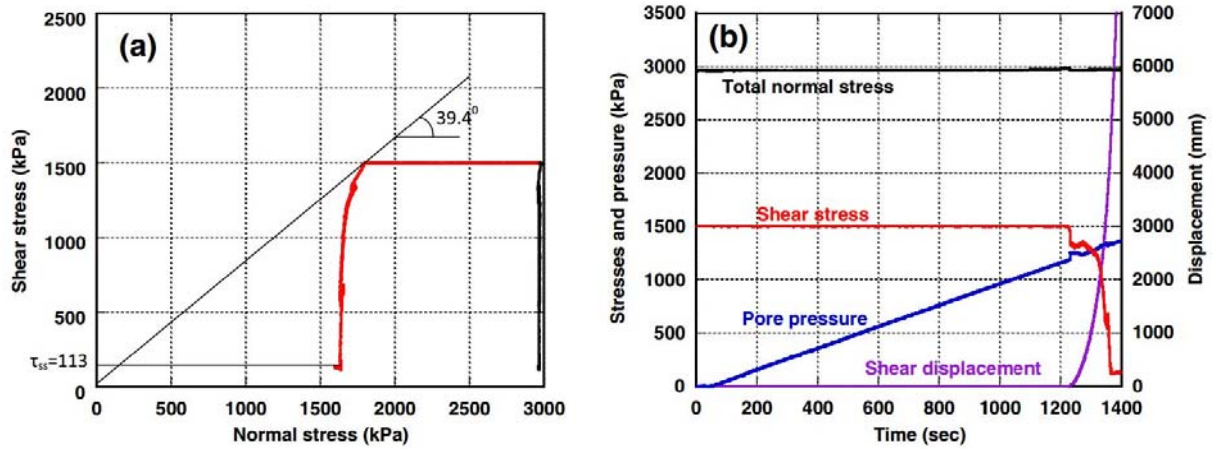 (a)
2500
2000
1500
1000
500
0
Shear stress (kPa)
39.4⁰
τss=113
0 500 1000 1500 2000 2500 3000
Normal stress (kPa)
(b)
3500
3000
2500
2000
1500
1000
500
0
Stresses and pressure (kPa)
Total normal stress
Shear stress
Pore pressure
Shear displacement
7000
6000
5000
4000
3000
2000
1000
0
Displacement (mm)
0 200 400 600 800 1000 1200 1400
Time (sec)